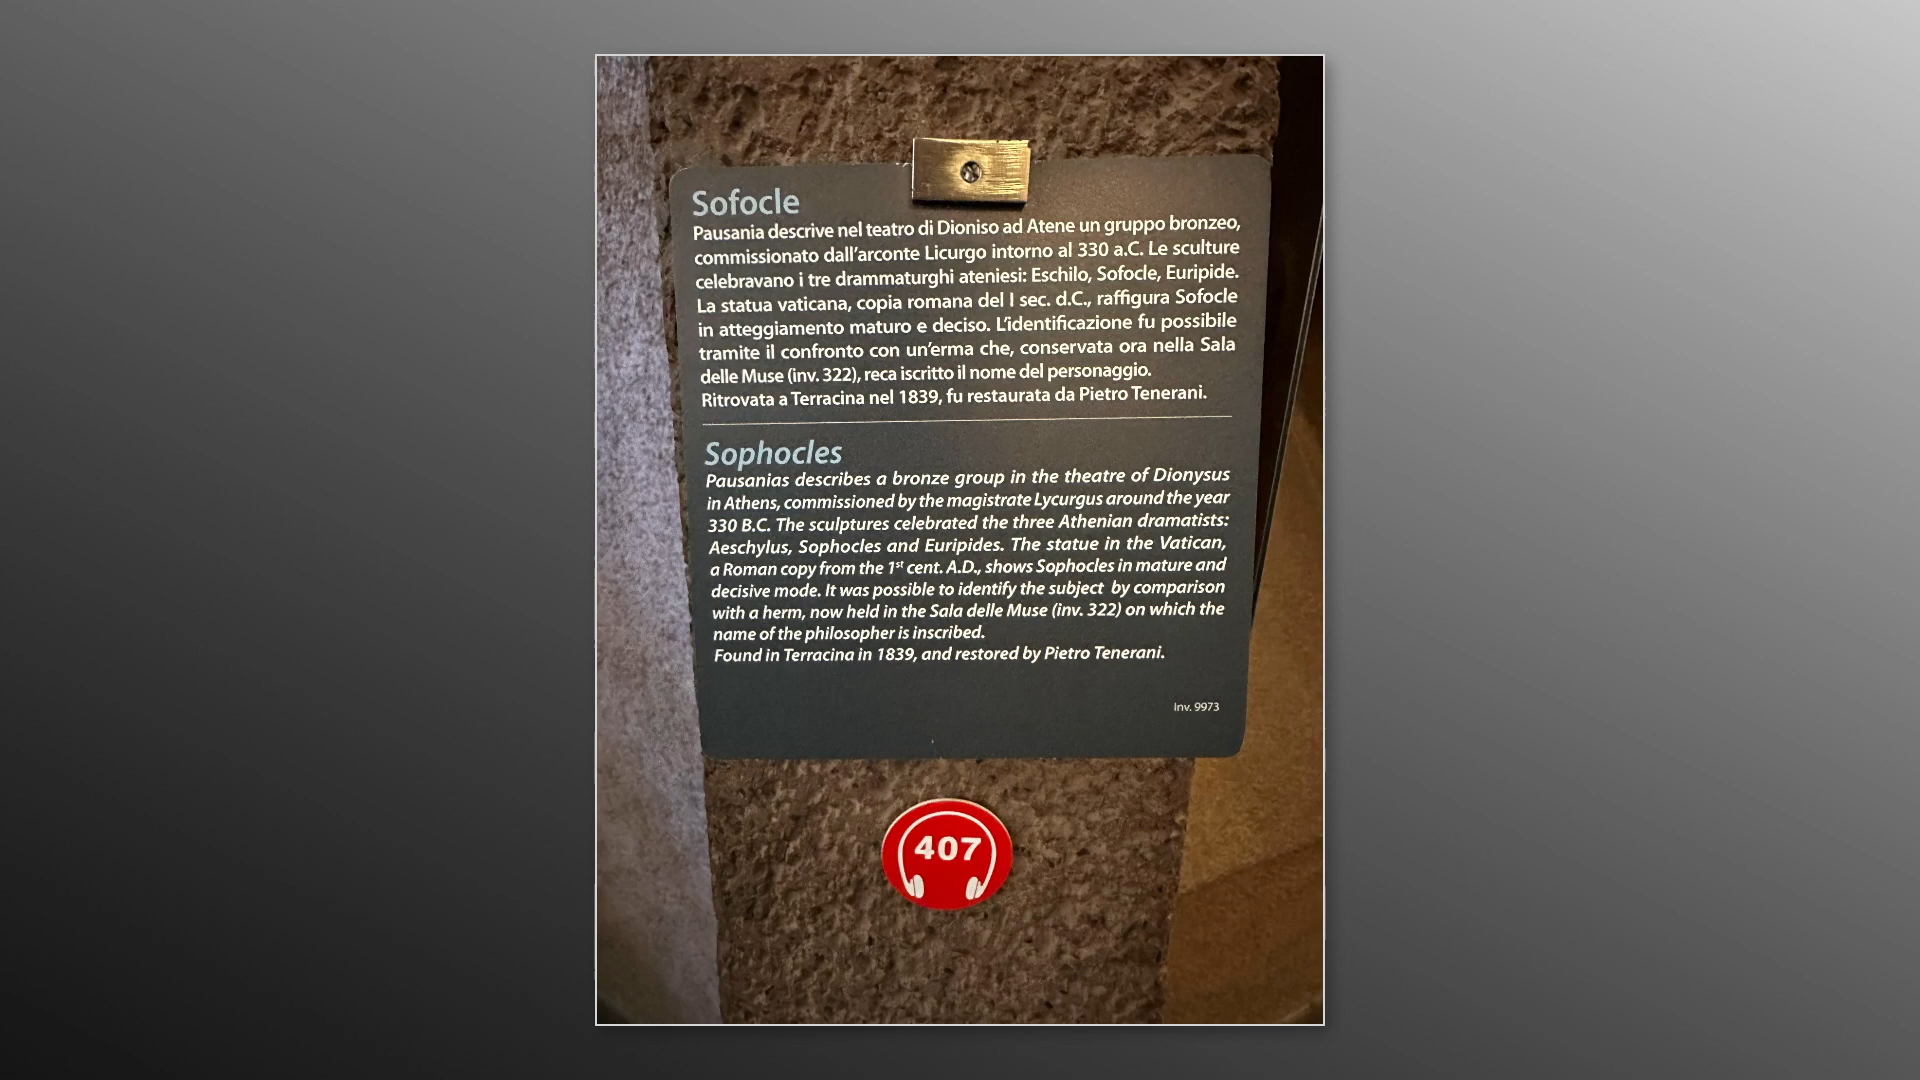 Sofocle
Pausania descrive nel teatro di Dioniso ad Atene un gruppo bronzeo,
commissionato dall'arconte Licurgo intorno al 330 a.C. Le sculture
celebravano i tre drammaturghi ateniesi: Eschilo, Sofocle, Euripide.
La statua vaticana, copia romana del I sec. d.C., raffigura Sofocle
in atteggiamento maturo e deciso. L'identificazione fu possibile
tramite il confronto con un'erma che, conservata ora nella Sala
delle Muse (inv. 322), reca iscritto il nome del personaggio.
Ritrovata a Terracina nel 1839, fu restaurata da Pietro Tenerani.
Sophocles
Pausanias describes a bronze group in the theatre of Dionysus
in Athens, commissioned by the magistrate Lycurgus around the year
330 B.C. The sculptures celebrated the three Athenian dramatists:
Aeschylus, Sophocles and Euripides. The statue in the Vatican,
a Roman copy from the 1st cent. A.D., shows Sophocles in mature and
decisive mode. It was possible to identify the subject by comparison
with a herm, now held in the Sala delle Muse (inv. 322) on which the
name of the philosopher is inscribed.
Found in Terracina in 1839, and restored by Pietro Tenerani.
Inv. 9973
407